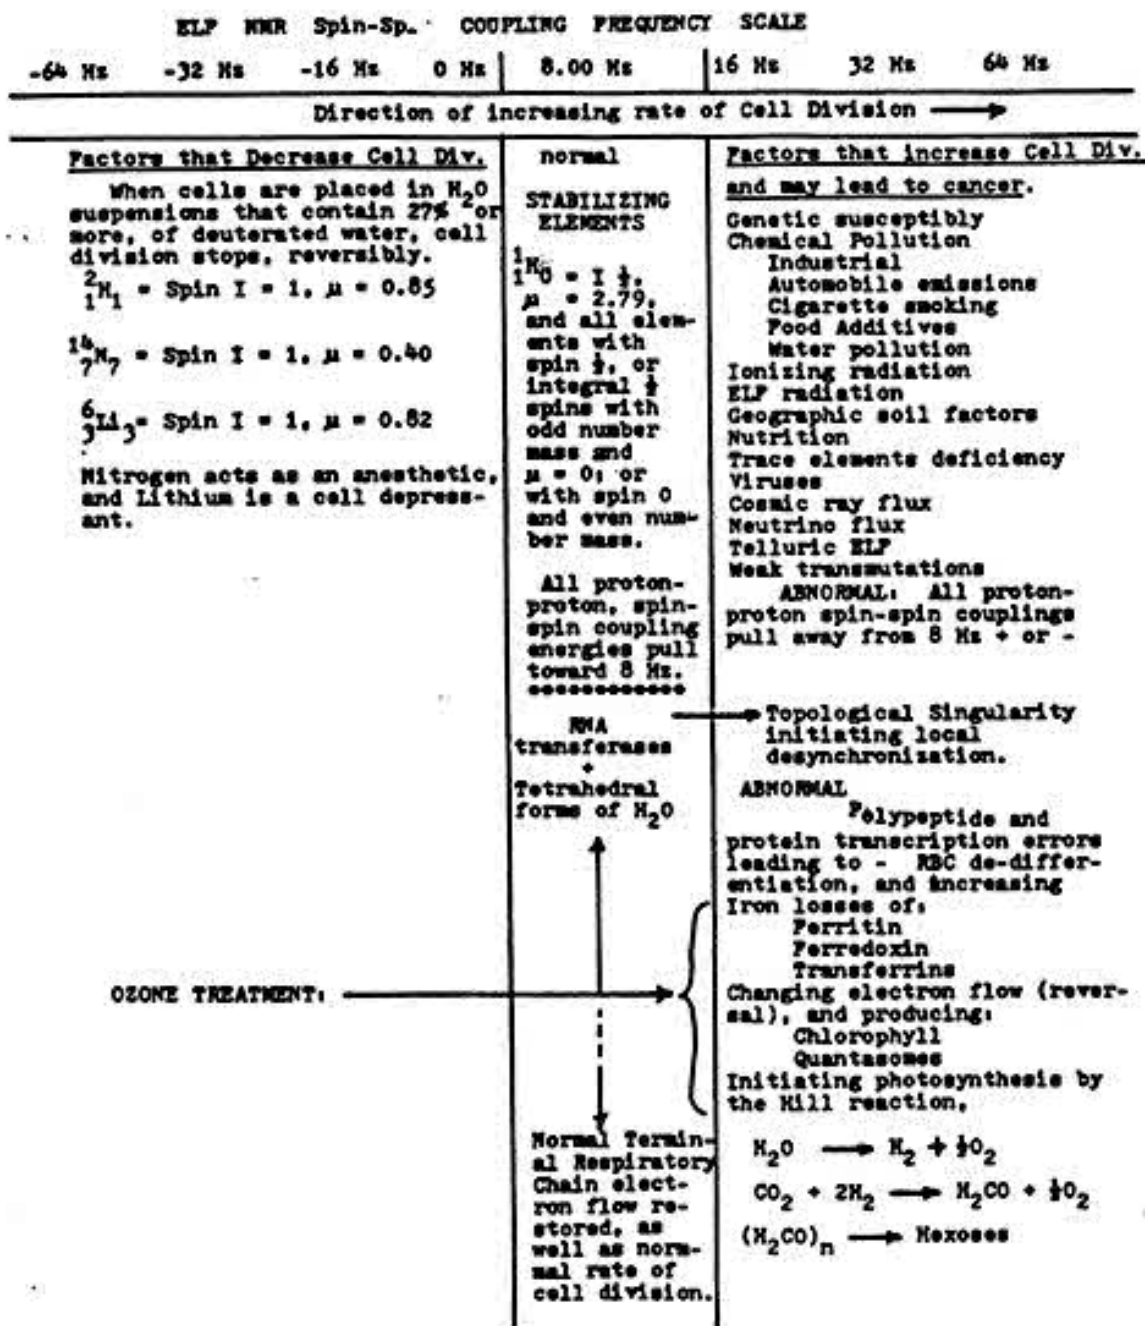 ELF NMR Spin-Sp. COUPLING FREQUENCY SCALE
-64 Hz -32 Hz -16 Hz 0 Hz 8.00 Hz 16 Hz 32 Hz 64 Hz
Direction of increasing rate of Cell Division →
Factors that Decrease Cell Div.
When cells are placed in H₂O
suspensions that contain 27% or
more, of deuterated water, cell
division stops, reversibly.
²₁H₁ = Spin I = 1, μ = 0.85
¹⁴₇N₇ = Spin I = 1, μ = 0.40
⁶₃Li₃= Spin I = 1, μ = 0.82
Nitrogen acts as an anesthetic,
and Lithium is a cell depress-
ant.
OZONE TREATMENT:
normal
STABILIZING
ELEMENTS
¹₁H₀ = I ½,
μ = 2.79,
and all elem-
ents with
spin ½, or
integral ½
spins with
odd number
mass and
μ = 0; or
with spin 0
and even num-
ber mass.
All proton-
proton, spin-
spin coupling
energies pull
toward 8 Hz.
RNA
transferases
+
Tetrahedral
forms of H₂O
Normal Termin-
al Respiratory
Chain elect-
ron flow re-
stored, as
well as norm-
mal rate of
cell division.
Factors that increase Cell Div.
and may lead to cancer.
Genetic susceptibly
Chemical Pollution
Industrial
Automobile emissions
Cigarette smoking
Food Additives
Water pollution
Ionizing radiation
ELF radiation
Geographic soil factors
Nutrition
Trace elements deficiency
Viruses
Cosmic ray flux
Neutrino flux
Telluric ELF
Weak transmutations
ABNORMAL: All proton-
proton spin-spin couplings
pull away from 8 Hz + or -
Topological Singularity
initiating local
desynchronization.
ABNORMAL
Polypeptide and
protein transcription errors
leading to - RBC de-differ-
entiation, and increasing
Iron losses of:
Ferritin
Ferredoxin
Transferrins
Changing electron flow (rever-
sal), and producing:
Chlorophyll
Quantasomes
Initiating photosynthesis by
the Hill reaction,
H₂O → H₂ + ½O₂
CO₂ + 2H₂ → H₂CO + ½O₂
(H₂CO)n → Hexoses